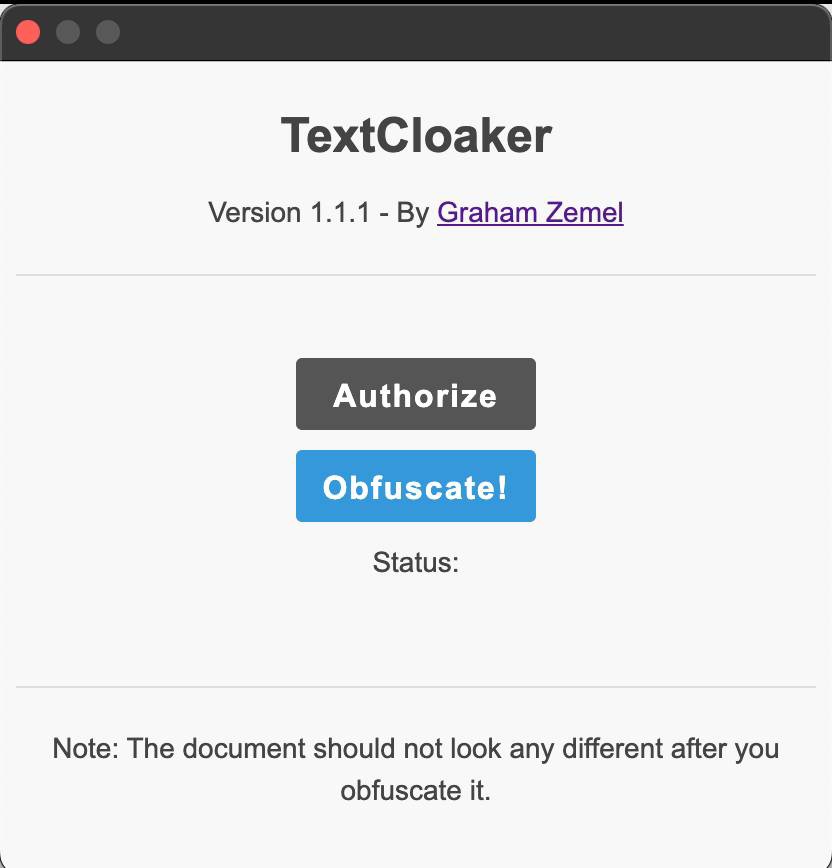 TextCloaker
Version 1.1.1 - By Graham Zemel
Authorize
Obfuscate!
Status:
Note: The document should not look any different after you
obfuscate it.